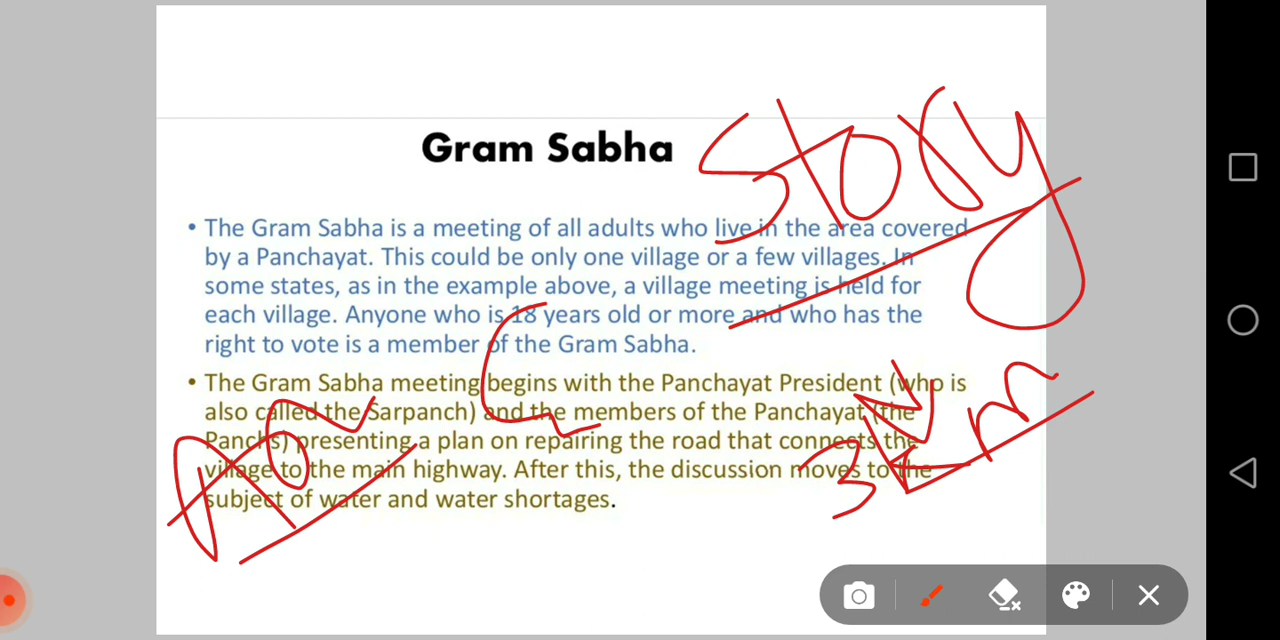 Gram Sabha
Story
• The Gram Sabha is a meeting of all adults who live in the area covered
by a Panchayat. This could be only one village or a few villages. In
some states, as in the example above, a village meeting is held for
each village. Anyone who is 18 years old or more and who has the
right to vote is a member of the Gram Sabha.
• The Gram Sabha meeting begins with the Panchayat President (who is
also called the Sarpanch) and the members of the Panchayat (the
Panchs) presenting a plan on repairing the road that connects the
village to the main highway. After this, the discussion moves to the
subject of water and water shortages.